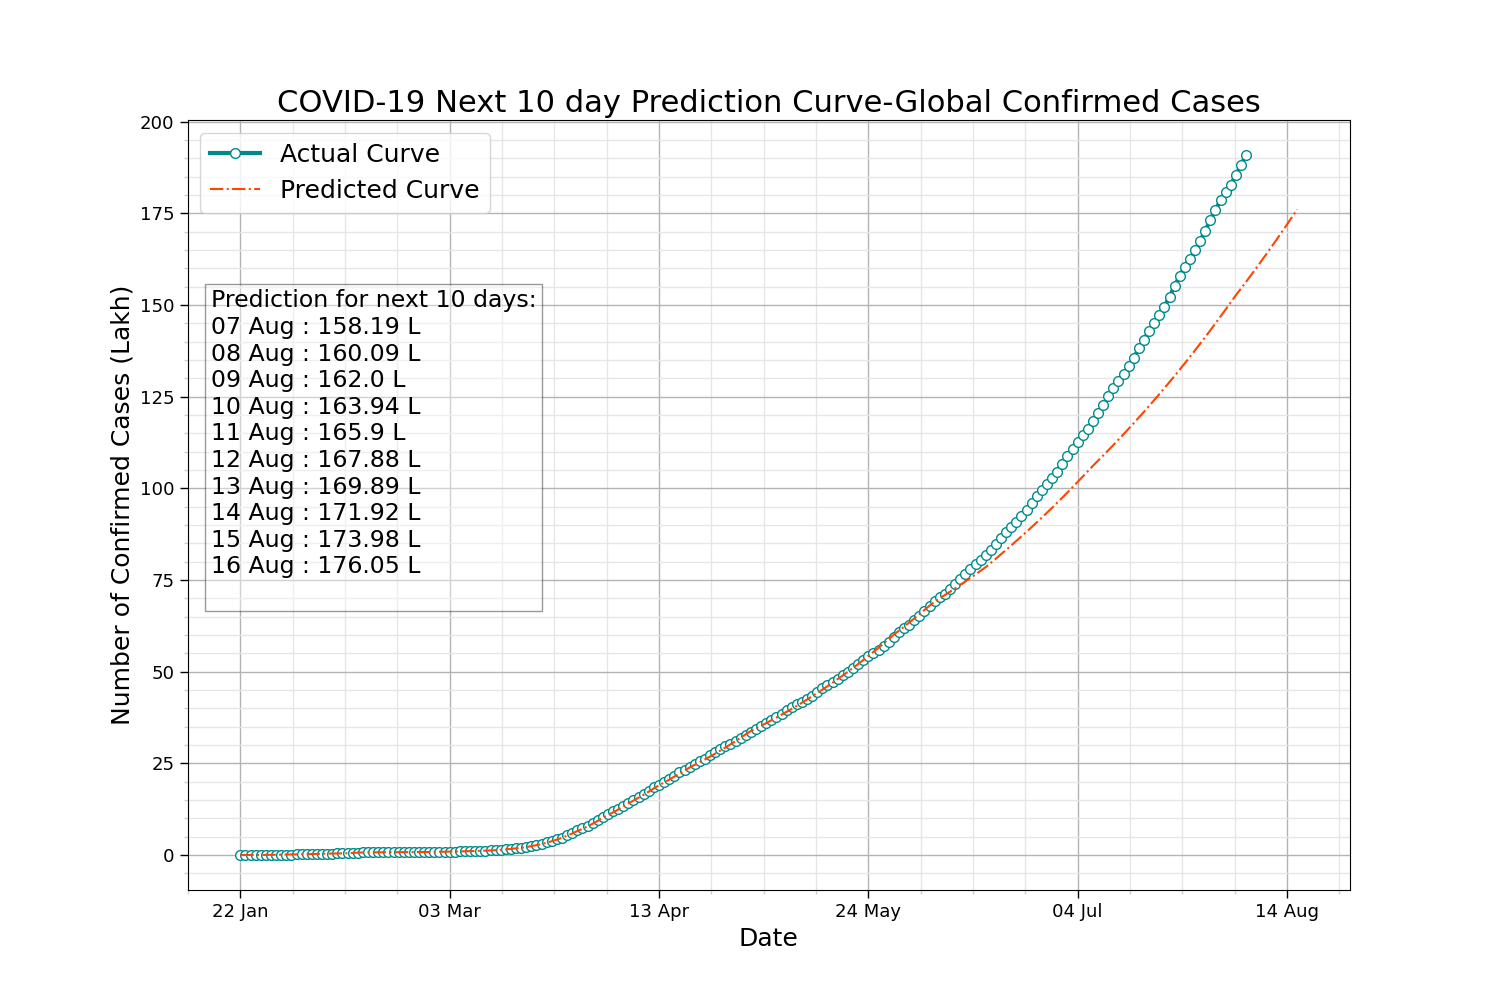 COVID-19 Next 10 day Prediction Curve-Global Confirmed Cases
Actual Curve
Predicted Curve
Prediction for next 10 days:
07 Aug : 158.19 L
08 Aug : 160.09 L
09 Aug : 162.0 L
10 Aug : 163.94 L
11 Aug : 165.9 L
12 Aug : 167.88 L
13 Aug : 169.89 L
14 Aug : 171.92 L
15 Aug : 173.98 L
16 Aug : 176.05 L
Number of Confirmed Cases (Lakh)
200
175
150
125
100
75
50
25
0
22 Jan
03 Mar
13 Apr
24 May
04 Jul
14 Aug
Date